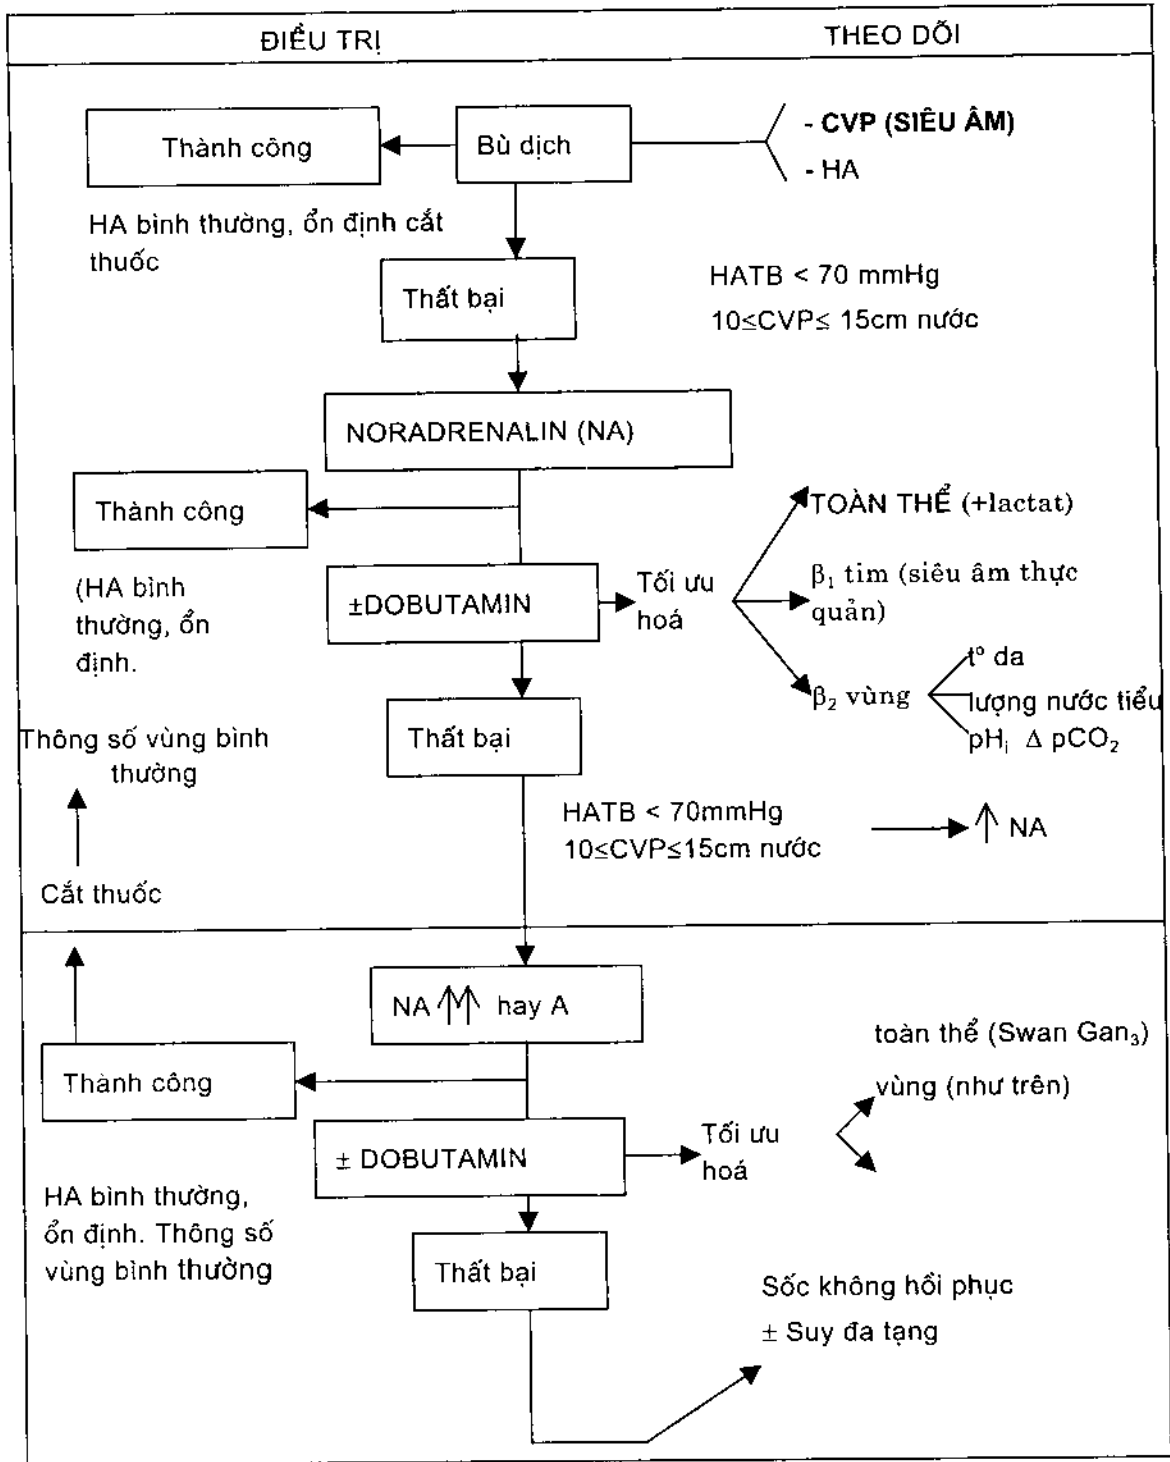 ĐIỀU TRỊ
THEO DÕI
Thành công
Bù dịch
- CVP (SIÊU ÂM)
- HA
HA bình thường, ổn định cắt
thuốc
Thất bại
HATB < 70 mmHg
10≤CVP≤ 15cm nước
NORADRENALIN (NA)
Thành công
TOÀN THỂ (+lactat)
(HA bình
thường, ổn
định.
±DOBUTAMIN
Tối ưu
hoá
β₁ tim (siêu âm thực
quản)
β₂ vùng
t° da
lượng nước tiểu
pHᵢ Δ pCO₂
Thất bại
Thông số vùng bình
thường
HATB < 70mmHg
10≤CVP≤15cm nước
↑ NA
Cắt thuốc
NA ↑↑ hay A
toàn thể (Swan Gan₃)
vùng (như trên)
Thành công
± DOBUTAMIN
Tối ưu
hoá
HA bình thường,
ổn định. Thông số
vùng bình thường
Thất bại
Sốc không hồi phục
± Suy đa tạng